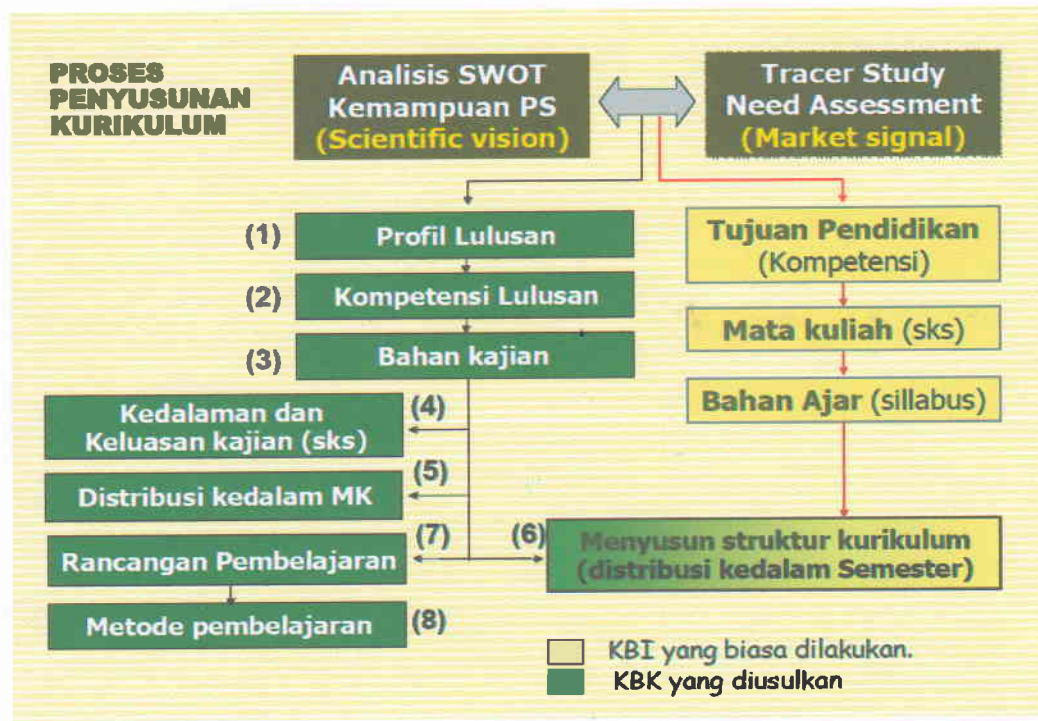 PROSES
PENYUSUNAN
KURIKULUM
Analisis SWOT
Kemampuan PS
(Scientific vision)
Tracer Study
Need Assessment
(Market signal)
(1)
Profil Lulusan
(2)
Kompetensi Lulusan
(3)
Bahan kajian
(4)
Kedalaman dan
Keluasan kajian (sks)
(5)
Distribusi kedalam MK
(7)
Rancangan Pembelajaran
(8)
Metode pembelajaran
Tujuan Pendidikan
(Kompetensi)
Mata kuliah (sks)
Bahan Ajar (sillabus)
(6)
Menyusun struktur kurikulum
(distribusi kedalam Semester)
KBI yang biasa dilakukan.
KBK yang diusulkan